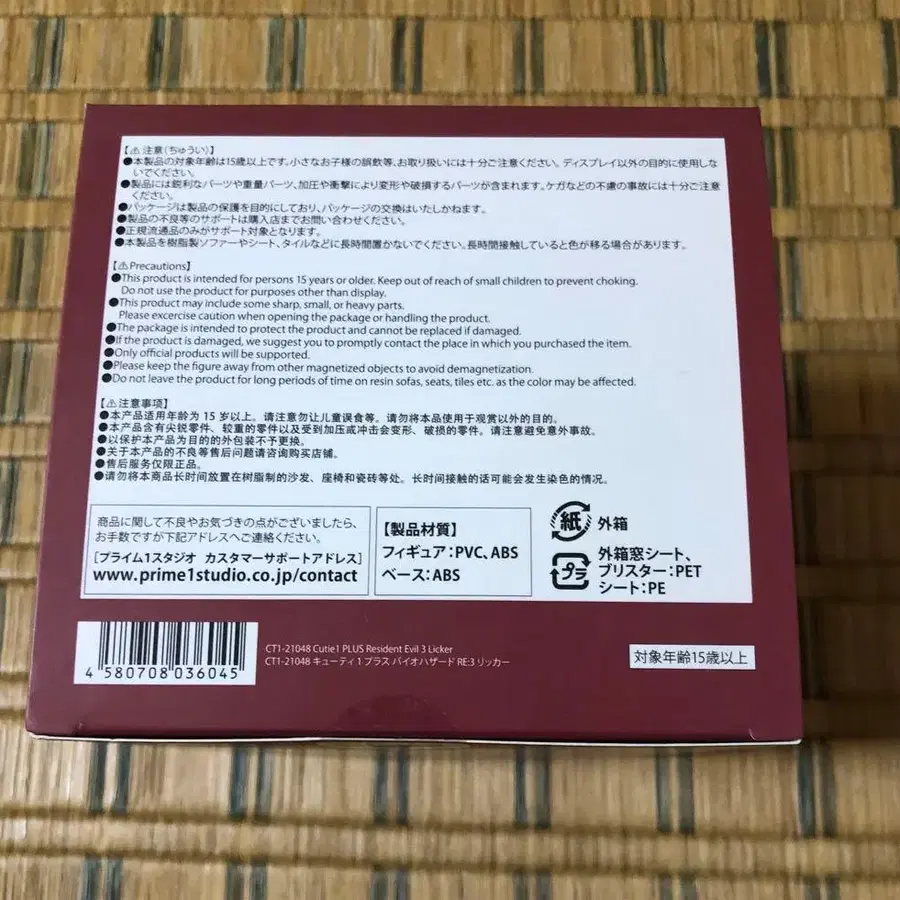 【⚠注意(ちゅうい)】
●本製品の対象年齢は15歳以上です。小さなお子様の誤飲等、お取り扱いには十分ご注意ください。ディスプレイ以外の目的に使用しな
いでください。
●製品には鋭利なパーツや重量パーツ、加圧や衝撃により変形や破損するパーツが含まれます。ケガなどの不慮の事故には十分ご注意
ください。
●パッケージは製品の保護を目的にしており、パッケージの交換はいたしかねます。
●製品の不良等のサポートは購入店までお問い合わせください。
●正規流通品のみがサポート対象となります。
●本製品を樹脂製ソファーやシート、タイルなどに長時間置かないでください。長時間接触していると色が移る場合があります。
【⚠Precautions】
●This product is intended for persons 15 years or older. Keep out of reach of small children to prevent choking.
Do not use the product for purposes other than display.
●This product may include some sharp, small, or heavy parts.
Please excercise caution when opening the package or handling the product.
●The package is intended to protect the product and cannot be replaced if damaged.
●If the product is damaged, we suggest you to promptly contact the place in which you purchased the item.
●Only official products will be supported.
●Please keep the figure away from other magnetized objects to avoid demagnetization.
●Do not leave the product for long periods of time on resin sofas, seats, tiles etc. as the color may be affected.
【⚠注意事项】
●本产品适用年龄为 15 岁以上。请注意勿让儿童误食等。请勿将本品使用于观赏以外的目的。
●本产品含有尖锐零件、较重的零件以及受到加压或冲击会变形、破损的零件。请注意避免意外事故。
●以保护本产品为目的的外包装不予更换。
●关于本产品的不良等售后问题请咨询购买店铺。
●售后服务仅限正品。
●请勿将本商品长时间放置在树脂制的沙发、座椅和瓷砖等处。长时间接触的话可能会发生染色的情况。
商品に関して不良やお気づきの点がございましたら、
お手数ですが下記アドレスへご連絡ください。
[プライム1スタジオ カスタマーサポートアドレス]
www.prime1studio.co.jp/contact
【製品材質】
フィギュア:PVC、ABS
ベース:ABS
紙 外箱
プラ 外箱窓シート、
ブリスター:PET
シート:PE
4 580708 036045
CT1-21048 Cutie1 PLUS Resident Evil 3 Licker
CT1-21048 キューティ1 プラス バイオハザード RE:3 リッカー
対象年齢15歳以上